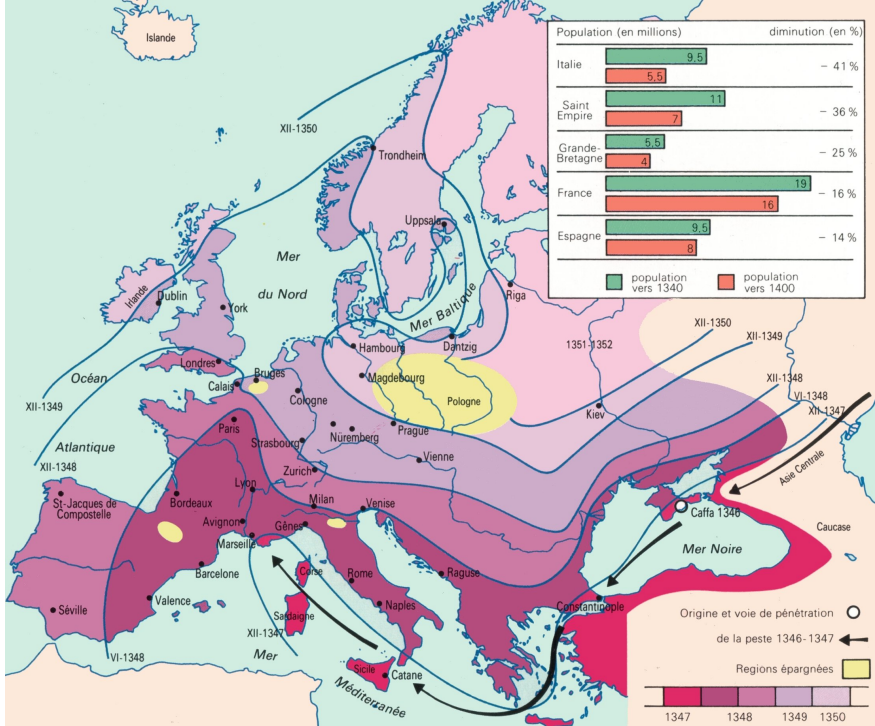 Islande
Population (en millions) diminution (en %)
Italie 9,5 5,5 – 41 %
Saint
Empire 11 7 – 36 %
Grande-
Bretagne 5,5 4 – 25 %
France 19 16 – 16 %
Espagne 9,5 8 – 14 %
population
vers 1340
population
vers 1400
XII-1350
Trondheim
Uppsala
Mer
du Nord
Mer Baltique
Irlande
Dublin
York
Riga
Londres
Calais
Bruges
Hambourg
Dantzig
1351-1352
XII-1350
XII-1349
Océan
XII-1349
Cologne
Magdebourg
Pologne
XII-1348
VI-1348
XII-1347
Kiev
Atlantique
XII-1348
Paris
Strasbourg
Nüremberg
Prague
Vienne
Zurich
Asie Centrale
St-Jacques de
Compostelle
Bordeaux
Lyon
Milan
Venise
Avignon
Gênes
Marseille
Caffa 1346
Caucase
Mer Noire
Barcelone
Corse
Rome
Raguse
Valence
Séville
Sardaigne
Naples
Constantinople
XII-1347
VI-1348
Mer
Méditerranée
Sicile
Catane
Origine et voie de pénétration
de la peste 1346-1347
Regions épargnées
1347 1348 1349 1350